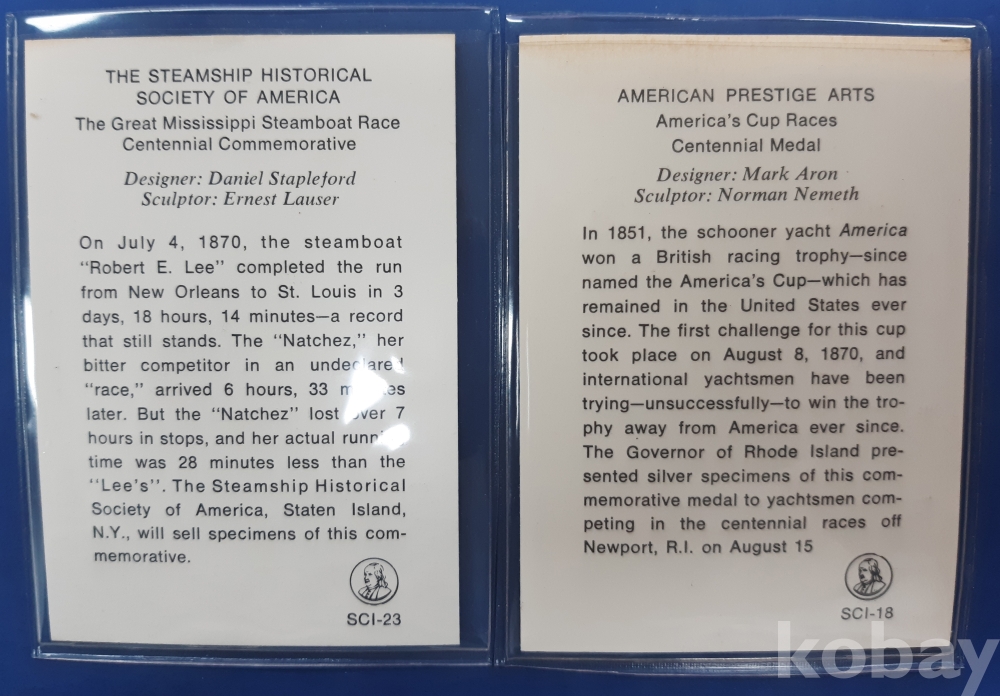 THE STEAMSHIP HISTORICAL
SOCIETY OF AMERICA
The Great Mississippi Steamboat Race
Centennial Commemorative
Designer: Daniel Stapleford
Sculptor: Ernest Lauser
On July 4, 1870, the steamboat
"Robert E. Lee" completed the run
from New Orleans to St. Louis in 3
days, 18 hours, 14 minutes—a record
that still stands. The "Natchez," her
bitter competitor in an undeclared
"race," arrived 6 hours, 33 minutes
later. But the "Natchez" lost over 7
hours in stops, and her actual running
time was 28 minutes less than the
"Lee's". The Steamship Historical
Society of America, Staten Island,
N.Y., will sell specimens of this com-
memorative.
SCI-23
AMERICAN PRESTIGE ARTS
America's Cup Races
Centennial Medal
Designer: Mark Aron
Sculptor: Norman Nemeth
In 1851, the schooner yacht America
won a British racing trophy—since
named the America's Cup—which has
remained in the United States ever
since. The first challenge for this cup
took place on August 8, 1870, and
international yachtsmen have been
trying—unsuccessfully—to win the tro-
phy away from America ever since.
The Governor of Rhode Island pre-
sented silver specimens of this com-
memorative medal to yachtsmen com-
peting in the centennial races off
Newport, R.I. on August 15
SCI-18
kobay